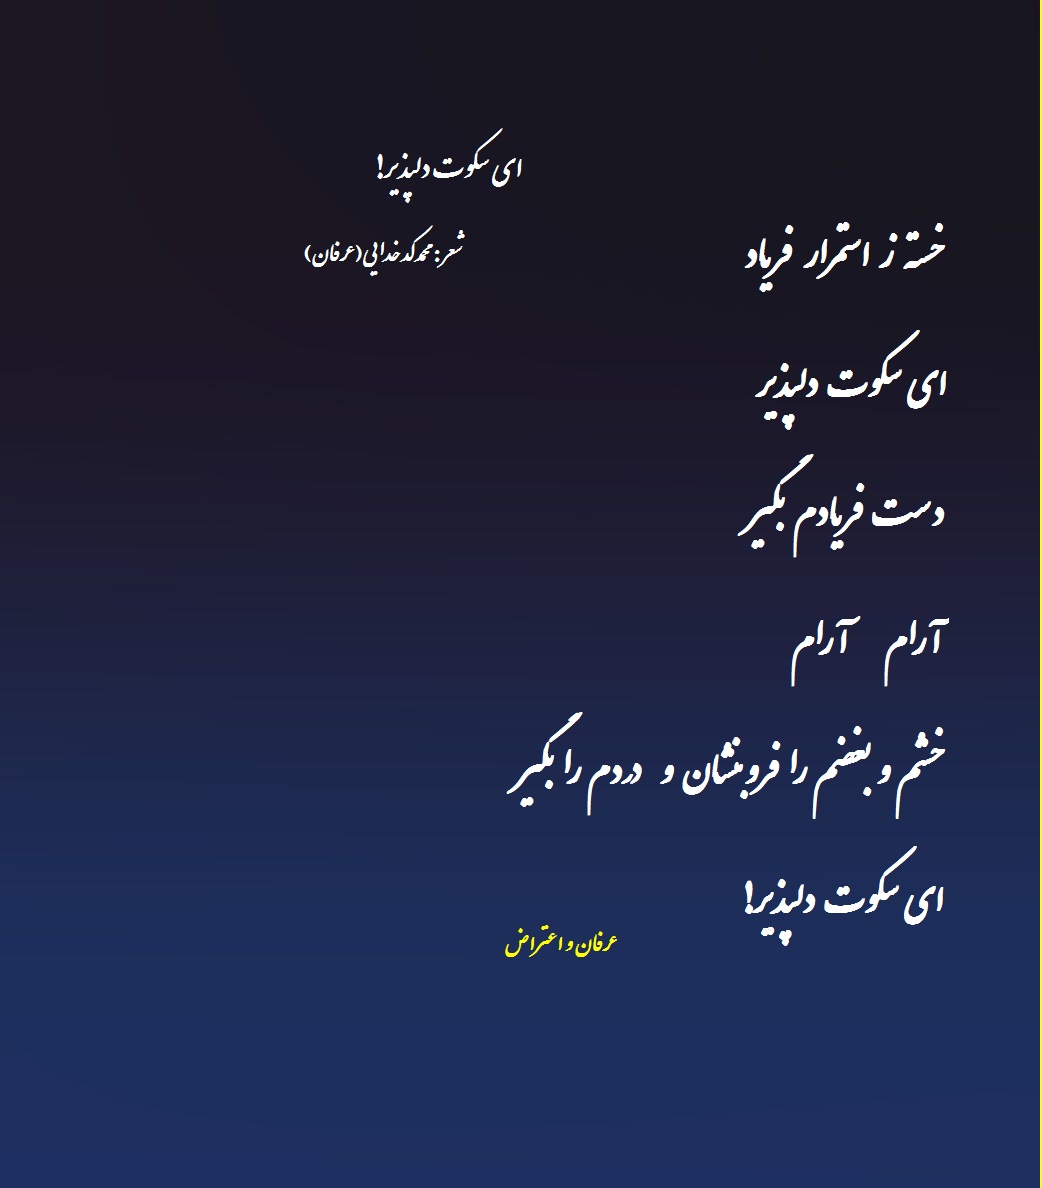 ای سکوت دلپذیر!
شعر: محمد کدخدایی (عرفان)
خسته ز استمرار فریاد
ای سکوت دلپذیر
دست فریادم بگیر
آرام آرام
خشم و بغضم را فروبنشان و دردم را بگیر
ای سکوت دلپذیر!
عرفان و اعتراض